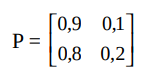 P = [0,9 0,1
0,8 0,2]